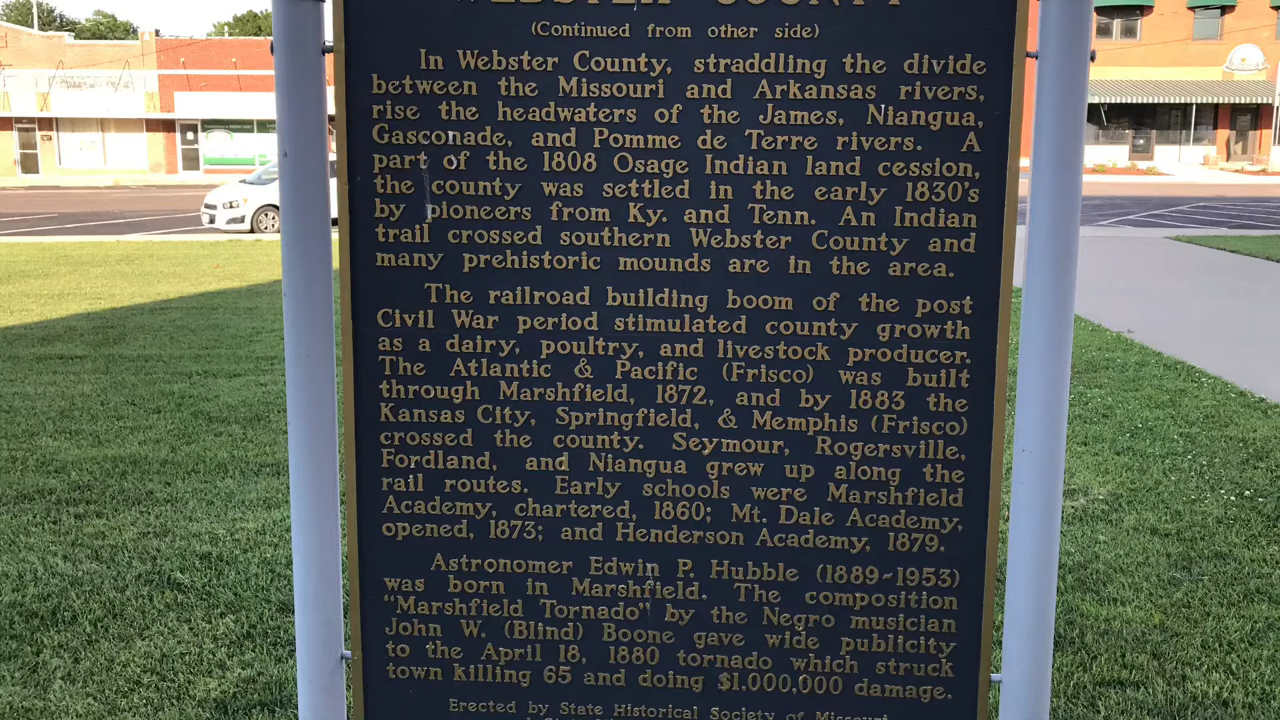 WEBSTER COUNTY
(Continued from other side)
In Webster County, straddling the divide
between the Missouri and Arkansas rivers,
rise the headwaters of the James, Niangua,
Gasconade, and Pomme de Terre rivers. A
part of the 1808 Osage Indian land cession,
the county was settled in the early 1830's
by pioneers from Ky. and Tenn. An Indian
trail crossed southern Webster County and
many prehistoric mounds are in the area.
The railroad building boom of the post
Civil War period stimulated county growth
as a dairy, poultry, and livestock producer.
The Atlantic & Pacific (Frisco) was built
through Marshfield, 1872, and by 1883 the
Kansas City, Springfield, & Memphis (Frisco)
crossed the county. Seymour, Rogersville,
Fordland, and Niangua grew up along the
rail routes. Early schools were Marshfield
Academy, chartered, 1860; Mt. Dale Academy,
opened, 1873; and Henderson Academy, 1879.
Astronomer Edwin P. Hubble (1889-1953)
was born in Marshfield. The composition
"Marshfield Tornado" by the Negro musician
John W. (Blind) Boone gave wide publicity
to the April 18, 1880 tornado which struck
town killing 65 and doing $1,000,000 damage.
Erected by State Historical Society of Missouri